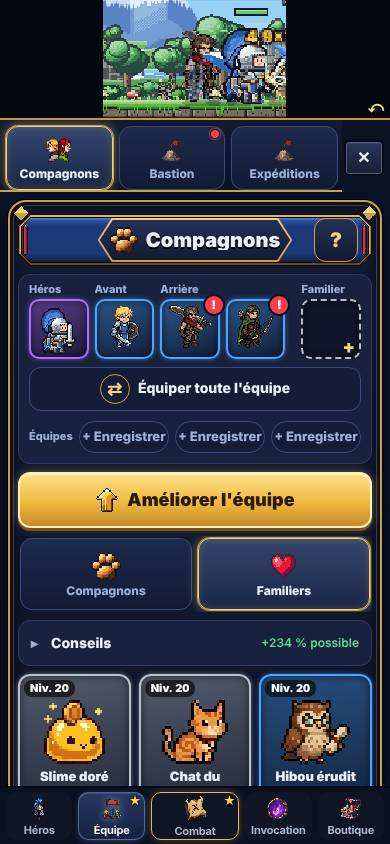 Compagnons
Bastion
Expéditions
×
Compagnons
?
Héros
Avant
Arrière
Familier
!
!
+
Équiper toute l'équipe
Équipes
+ Enregistrer
+ Enregistrer
+ Enregistrer
Améliorer l'équipe
Compagnons
Familiers
Conseils
+234 % possible
Niv. 20
Niv. 20
Niv. 20
Slime doré
Chat du
Hibou érudit
Héros
Équipe
Combat
Invocation
Boutique